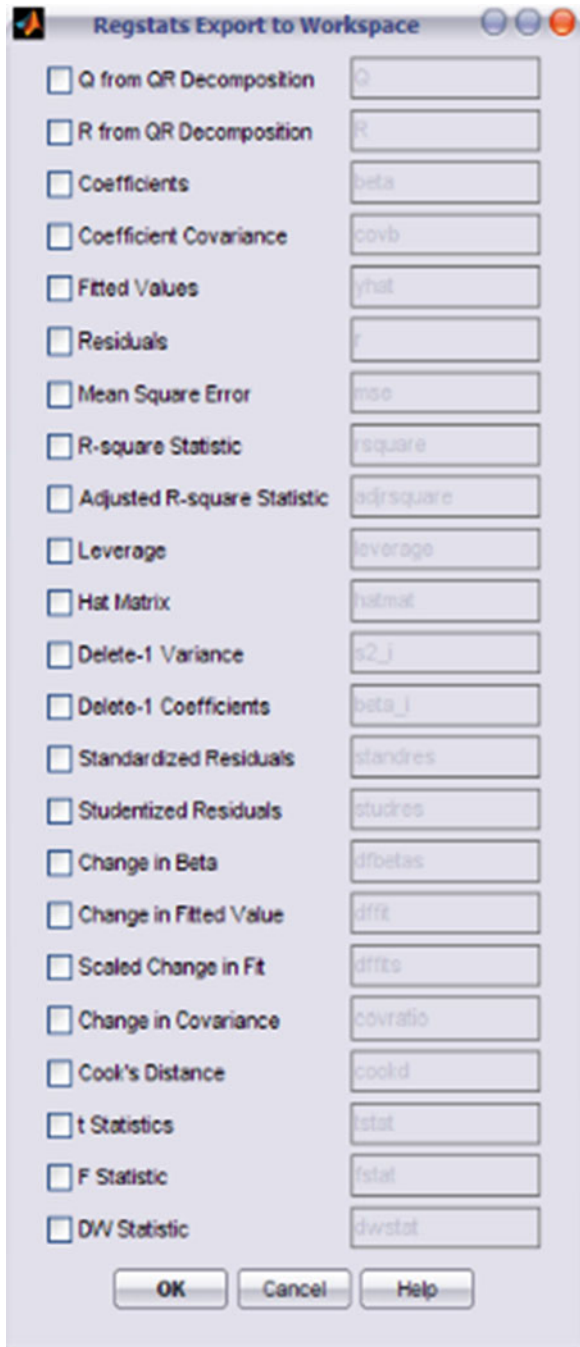 Regstats Export to Workspace
Q from QR Decomposition Q
R from QR Decomposition R
Coefficients beta
Coefficient Covariance covb
Fitted Values yhat
Residuals r
Mean Square Error mse
R-square Statistic rsquare
Adjusted R-square Statistic adjrsquare
Leverage leverage
Hat Matrix hatmat
Delete-1 Variance s2_i
Delete-1 Coefficients beta_i
Standardized Residuals standres
Studentized Residuals studres
Change in Beta dfbetas
Change in Fitted Value dffit
Scaled Change in Fit dffits
Change in Covariance covratio
Cook's Distance cookd
t Statistics tstat
F Statistic fstat
DW Statistic dwstat
OK Cancel Help